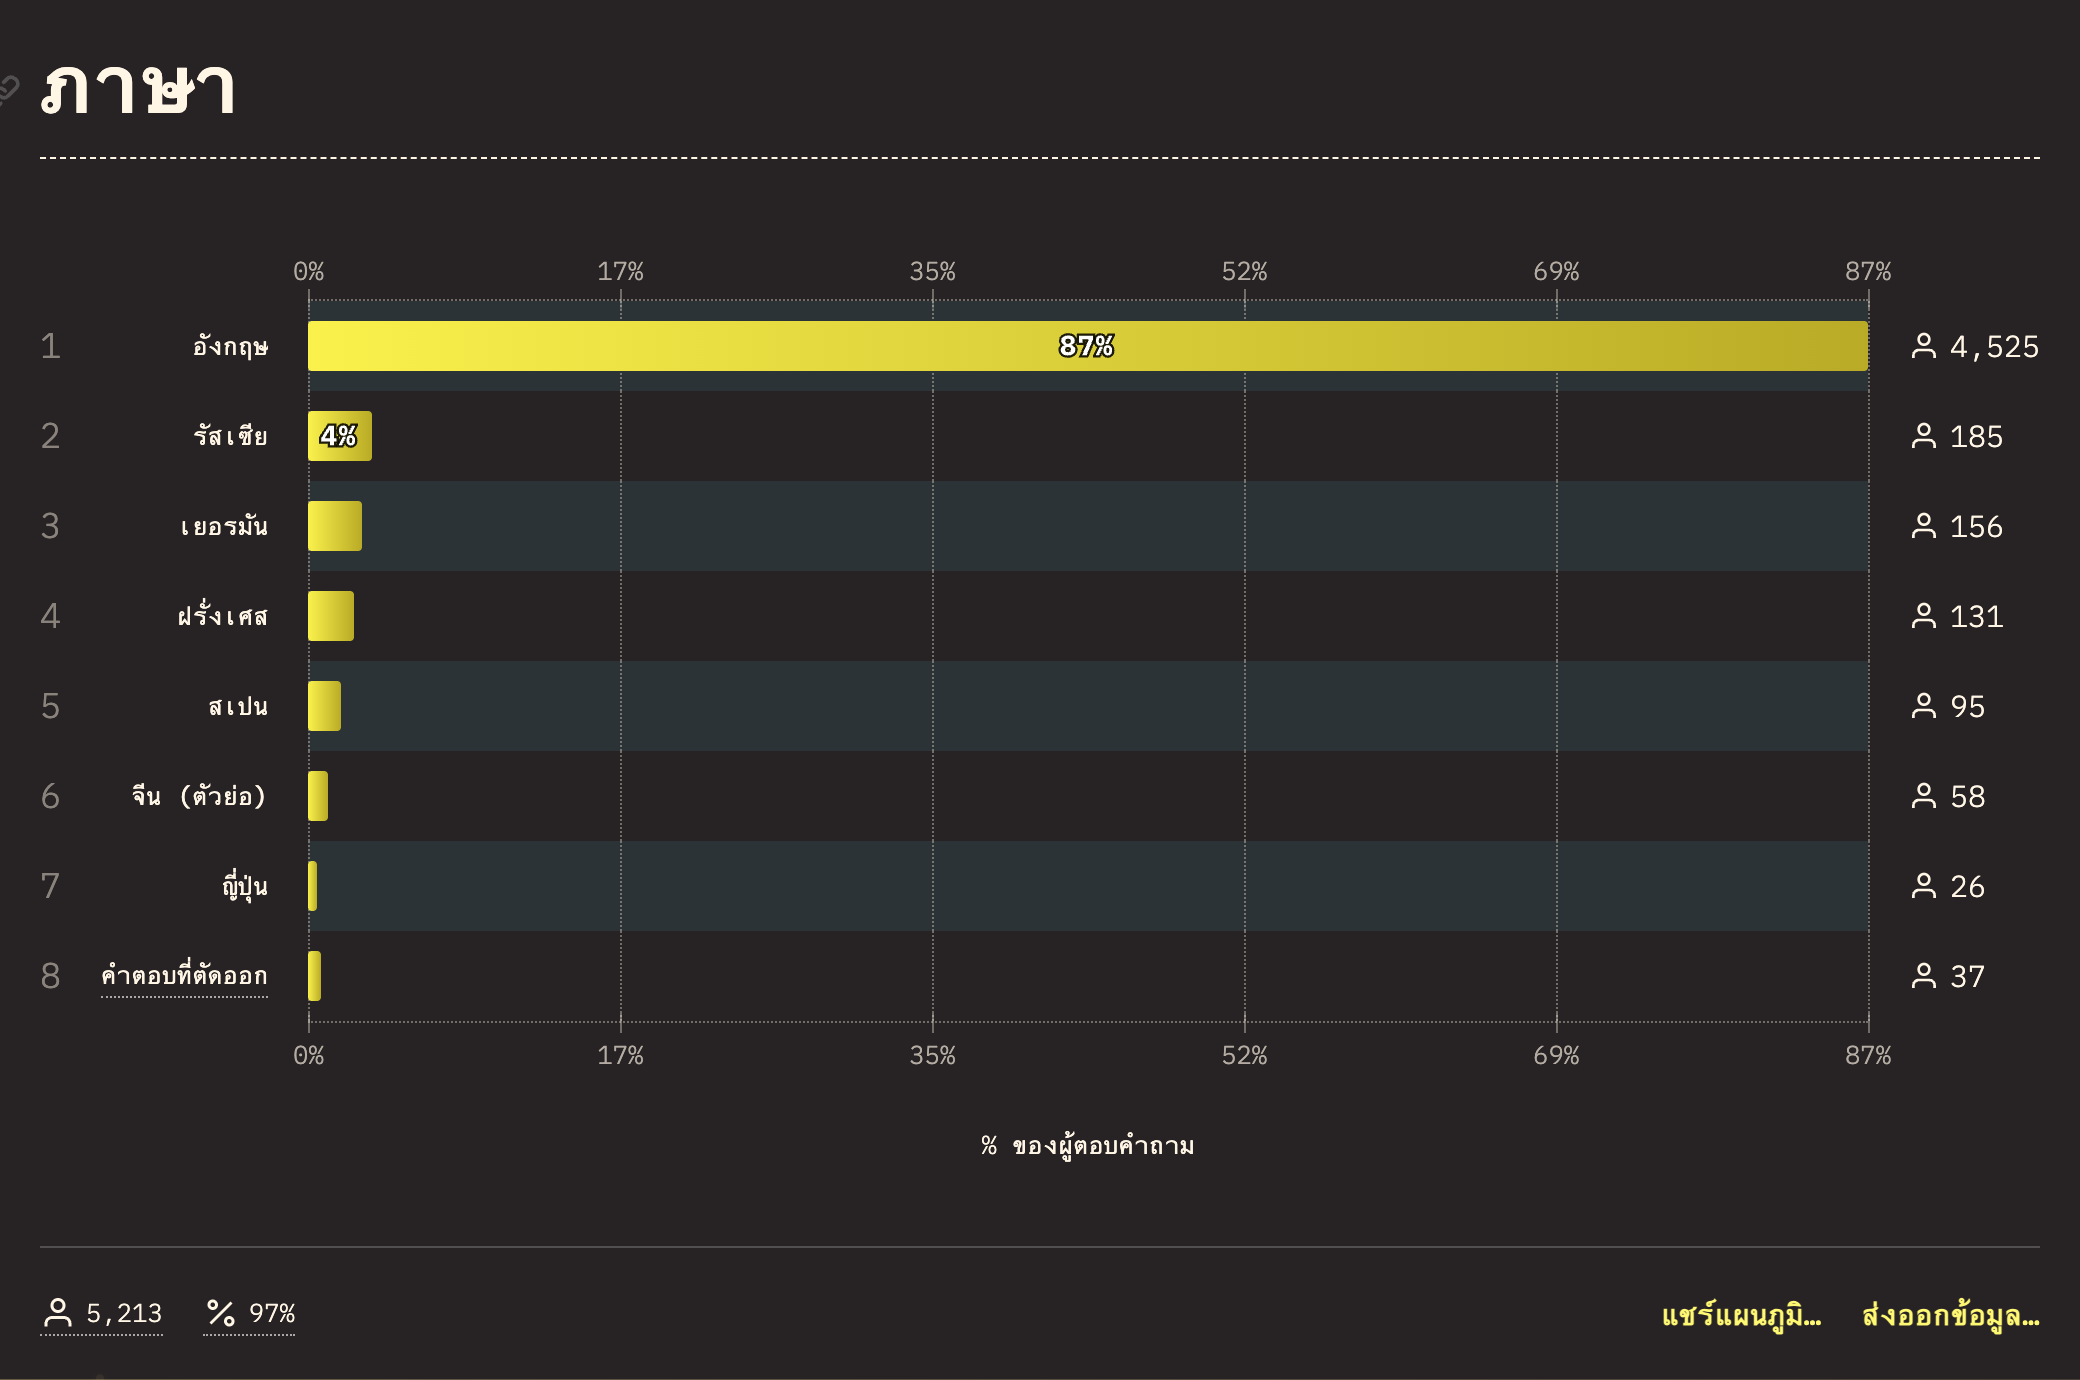 ภาษา
0% 17% 35% 52% 69% 87%
1 อังกฤษ 87% 4,525
2 รัสเซีย 4% 185
3 เยอรมัน 156
4 ฝรั่งเศส 131
5 สเปน 95
6 จีน (ตัวย่อ) 58
7 ญี่ปุ่น 26
8 คำตอบที่ตัดออก 37
0% 17% 35% 52% 69% 87%
% ของผู้ตอบคำถาม
5,213 97% แชร์แผนภูมิ… ส่งออกข้อมูล…